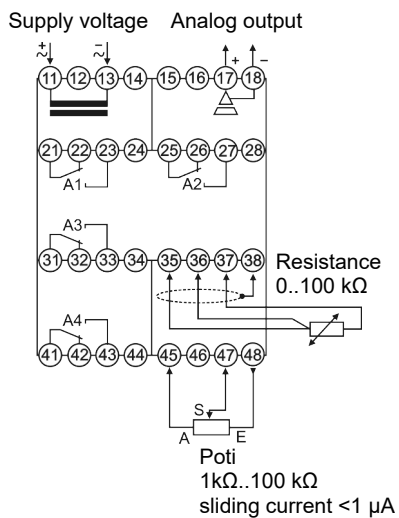 Supply voltage Analog output
+ ~ − ~ + −
11 12 13 14 15 16 17 18
21 22 23 24 25 26 27 28
A1 A2
A3
31 32 33 34 35 36 37 38
Resistance
0..100 kΩ
A4
41 42 43 44 45 46 47 48
S
A E
Poti
1kΩ..100 kΩ
sliding current <1 µA